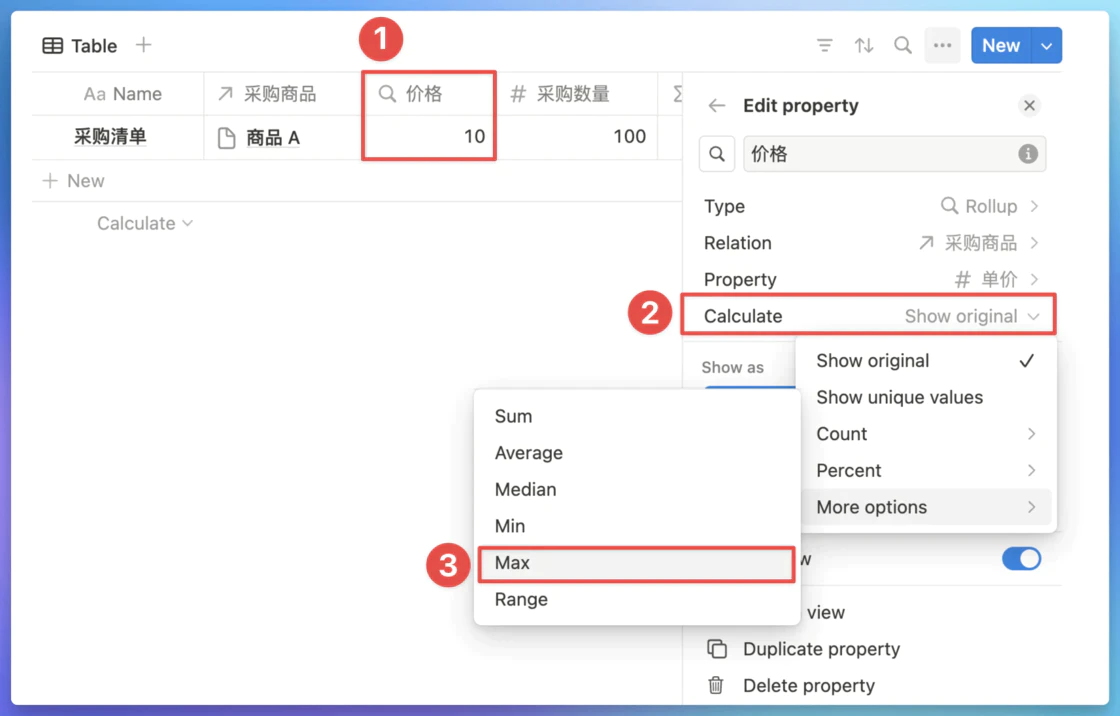 1
Table
New
Aa Name
采购商品
价格
# 采购数量
Σ
采购清单
商品 A
10
100
+ New
Calculate
Edit property
价格
Type
Rollup
Relation
采购商品
Property
# 单价
2
Calculate
Show original
Show as
Show original
Show unique values
Count
Percent
More options
Sum
Average
Median
Min
3
Max
Range
w
view
Duplicate property
Delete property